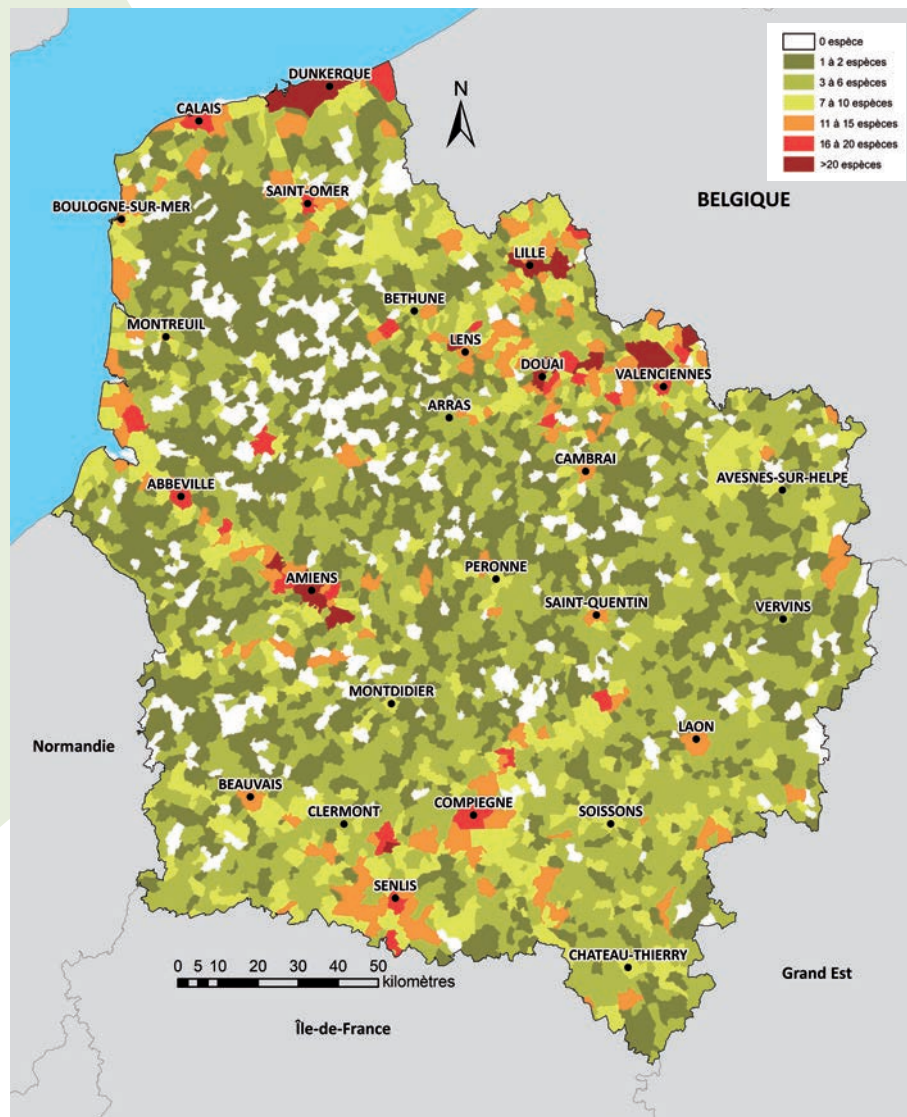 0 espèce
1 à 2 espèces
3 à 6 espèces
7 à 10 espèces
11 à 15 espèces
16 à 20 espèces
>20 espèces
DUNKERQUE
N
CALAIS
SAINT-OMER
BELGIQUE
BOULOGNE-SUR-MER
LILLE
BETHUNE
MONTREUIL
LENS
DOUAI
VALENCIENNES
ARRAS
CAMBRAI
AVESNES-SUR-HELPE
ABBEVILLE
PERONNE
AMIENS
SAINT-QUENTIN
VERVINS
MONTDIDIER
LAON
Normandie
BEAUVAIS
CLERMONT
COMPIEGNE
SOISSONS
SENLIS
CHATEAU-THIERRY
0 5 10 20 30 40 50
kilomètres
Grand Est
Île-de-France